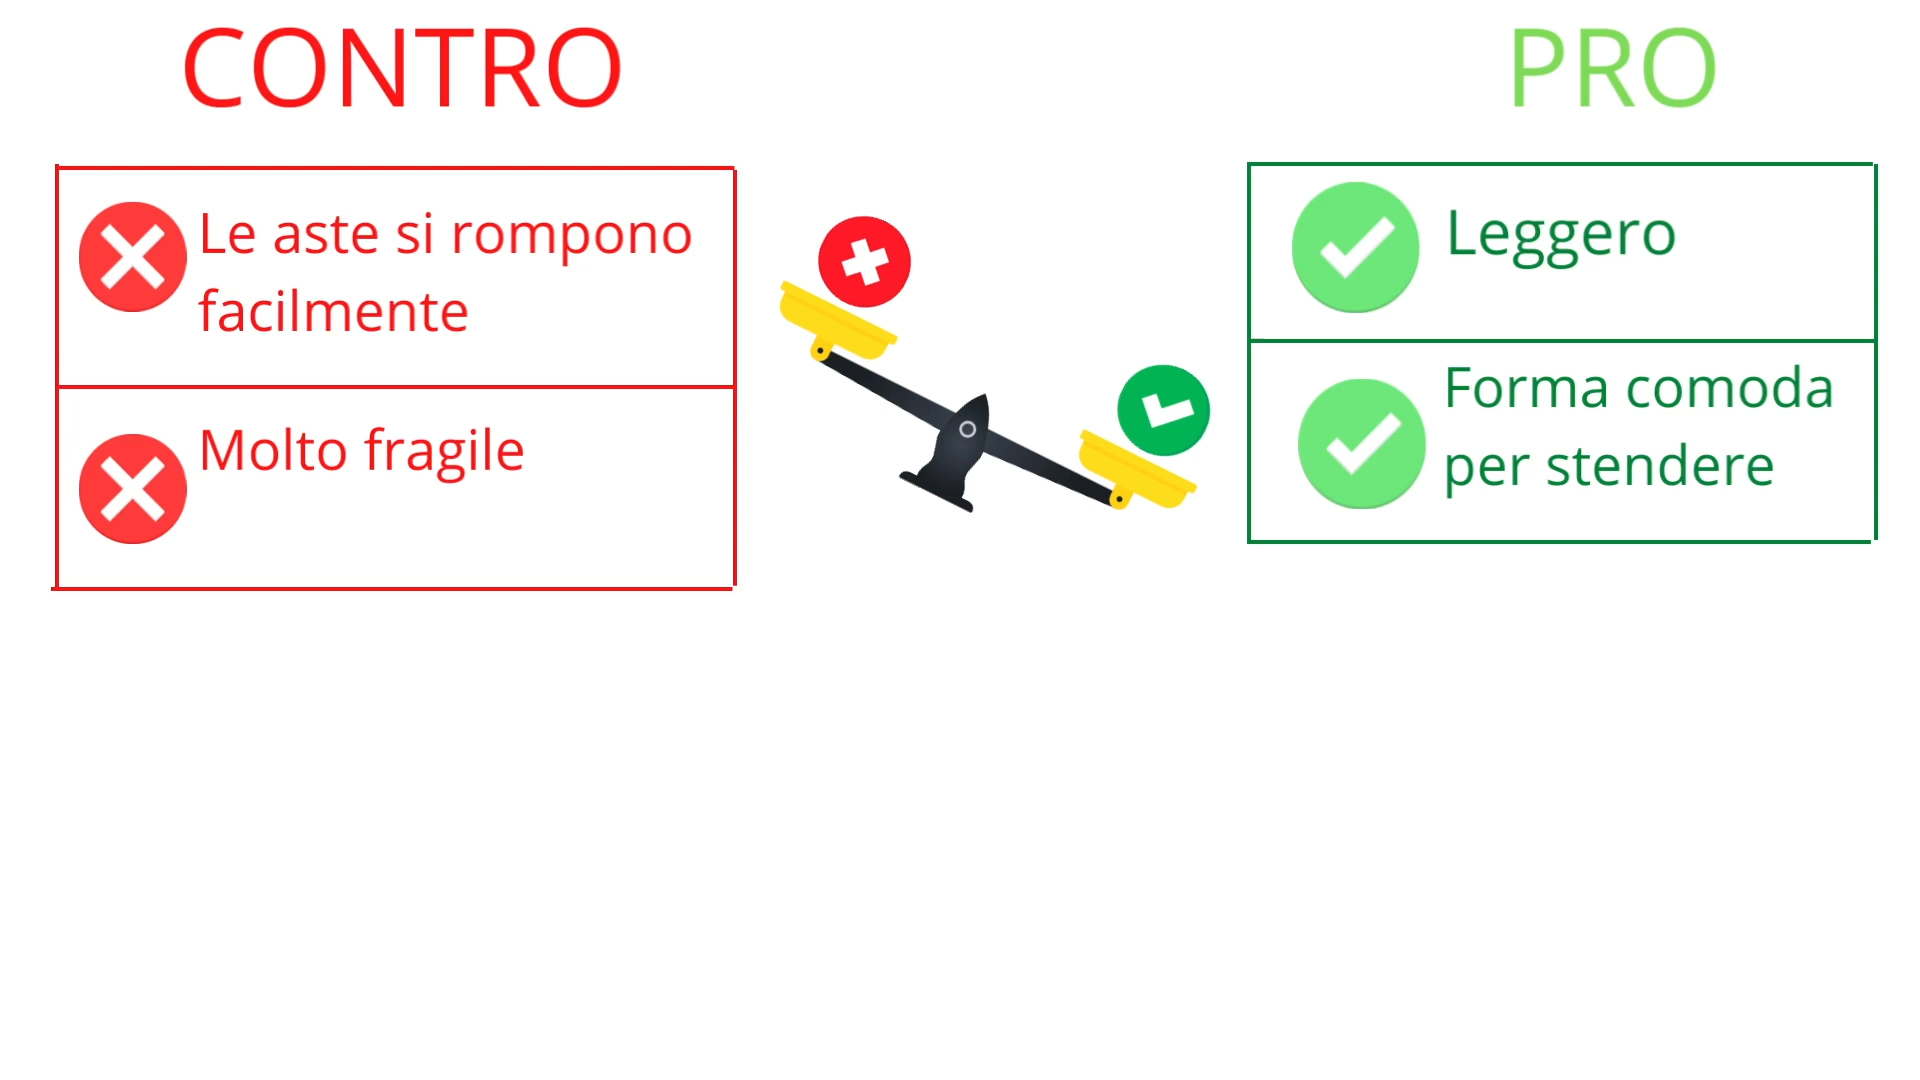 CONTRO
PRO
Le aste si rompono
facilmente
Molto fragile
Leggero
Forma comoda
per stendere